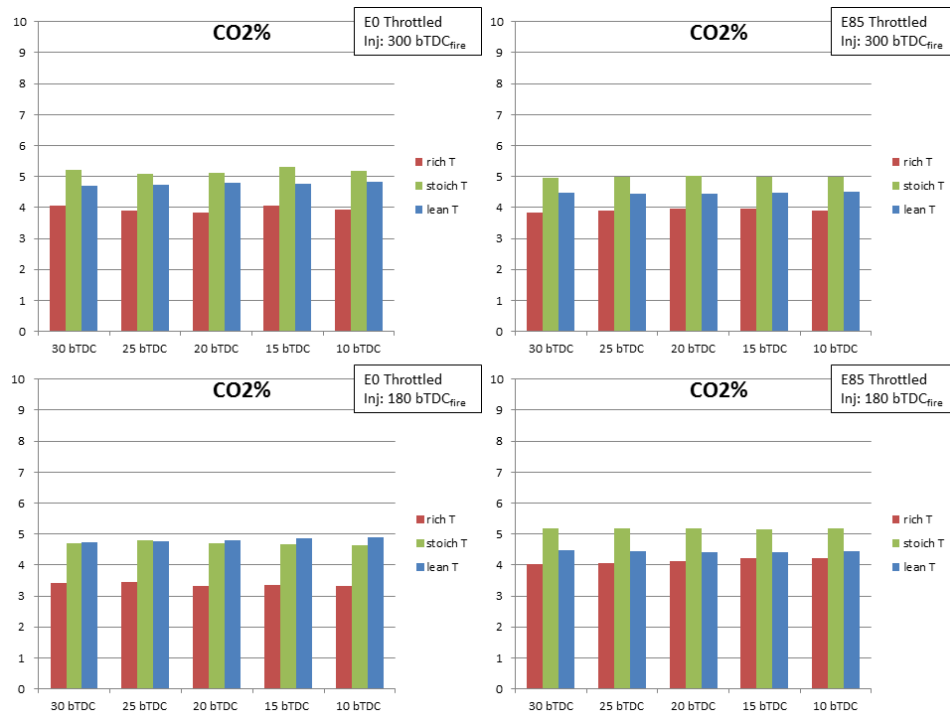 CO2%
E0 Throttled
Inj: 300 bTDCfire
10
9
8
7
6
5
4
3
2
1
0
rich T
stoich T
lean T
30 bTDC 25 bTDC 20 bTDC 15 bTDC 10 bTDC
CO2%
E85 Throttled
Inj: 300 bTDCfire
10
9
8
7
6
5
4
3
2
1
0
rich T
stoich T
lean T
30 bTDC 25 bTDC 20 bTDC 15 bTDC 10 bTDC
CO2%
E0 Throttled
Inj: 180 bTDCfire
10
9
8
7
6
5
4
3
2
1
0
rich T
stoich T
lean T
30 bTDC 25 bTDC 20 bTDC 15 bTDC 10 bTDC
CO2%
E85 Throttled
Inj: 180 bTDCfire
10
9
8
7
6
5
4
3
2
1
0
rich T
stoich T
lean T
30 bTDC 25 bTDC 20 bTDC 15 bTDC 10 bTDC